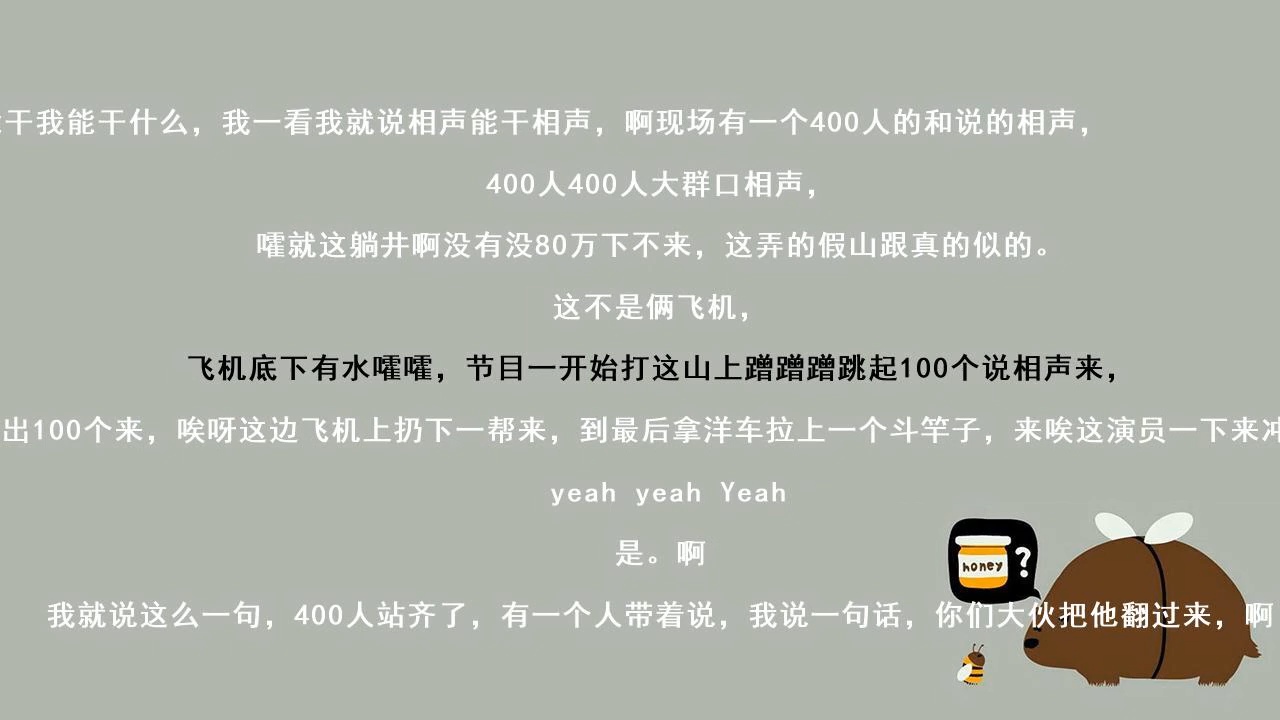 干我能干什么，我一看我就说相声能干相声，啊现场有一个400人的和说的相声，
400人400人大群口相声，
嚯就这躺井啊没有没80万下不来，这弄的假山跟真的似的。
这不是俩飞机，
飞机底下有水嚯嚯，节目一开始打这山上蹭蹭蹭跳起100个说相声来，
出100个来，唉呀这边飞机上扔下一帮来，到最后拿洋车拉上一个斗竿子，来唉这演员一下来冲
yeah yeah Yeah
honey ?
是。啊
我就说这么一句，400人站齐了，有一个人带着说，我说一句话，你们大伙把他翻过来，啊